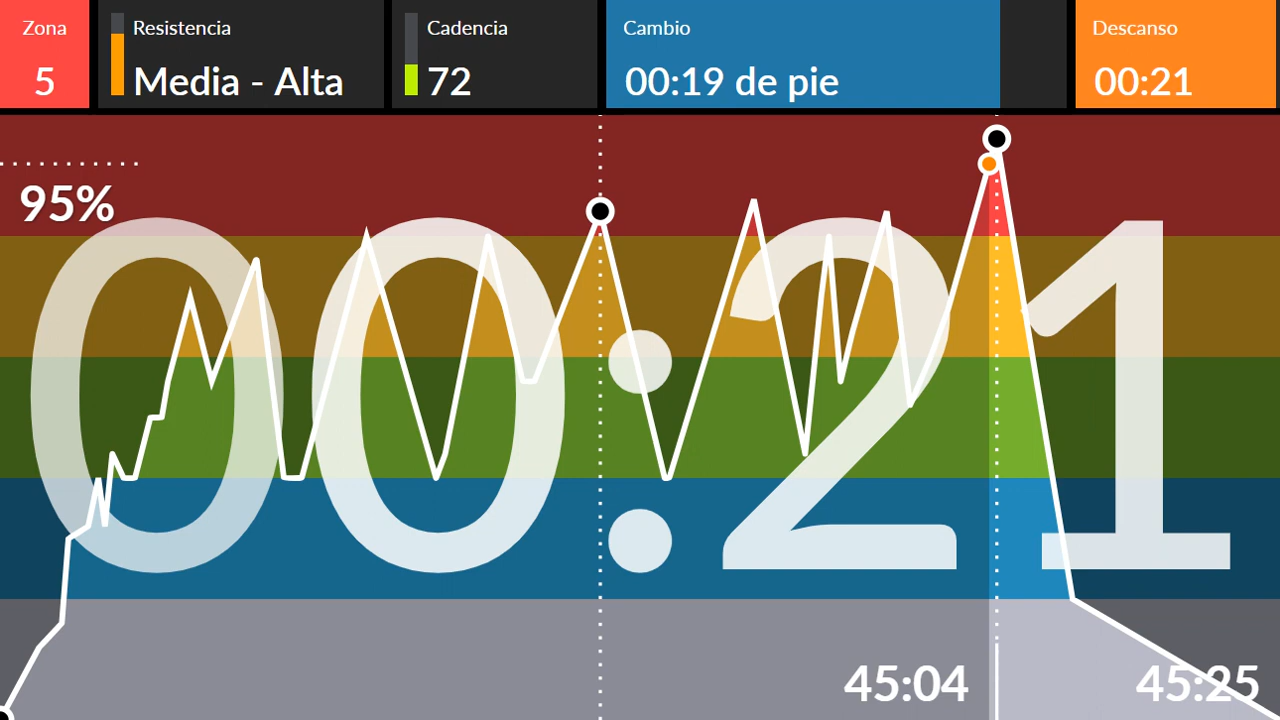 Zona
5
Resistencia
Media - Alta
Cadencia
72
Cambio
00:19 de pie
Descanso
00:21
95%
00:21
45:04
45:25